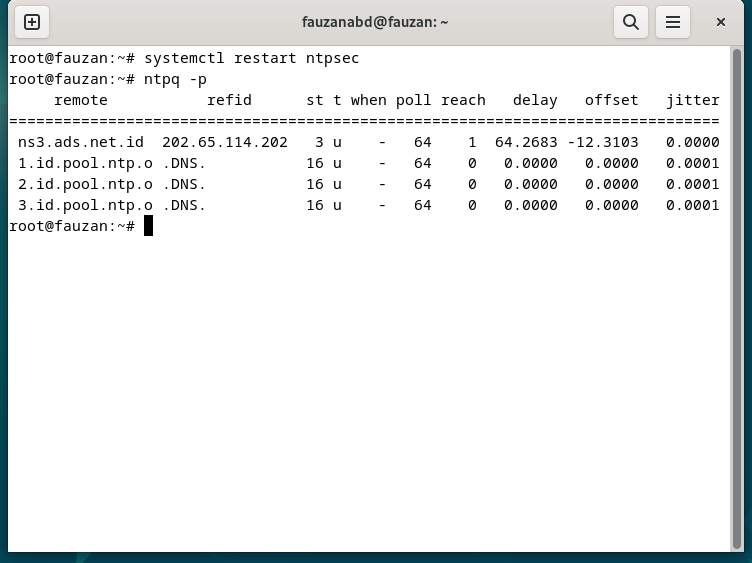 fauzanabd@fauzan: ~
root@fauzan:~# systemctl restart ntpsec
root@fauzan:~# ntpq -p
     remote           refid      st t when poll reach   delay   offset   jitter
===============================================================================
 ns3.ads.net.id  202.65.114.202   3 u    -   64     1  64.2683 -12.3103   0.0000
 1.id.pool.ntp.o .DNS.           16 u    -   64     0   0.0000   0.0000   0.0001
 2.id.pool.ntp.o .DNS.           16 u    -   64     0   0.0000   0.0000   0.0001
 3.id.pool.ntp.o .DNS.           16 u    -   64     0   0.0000   0.0000   0.0001
root@fauzan:~#